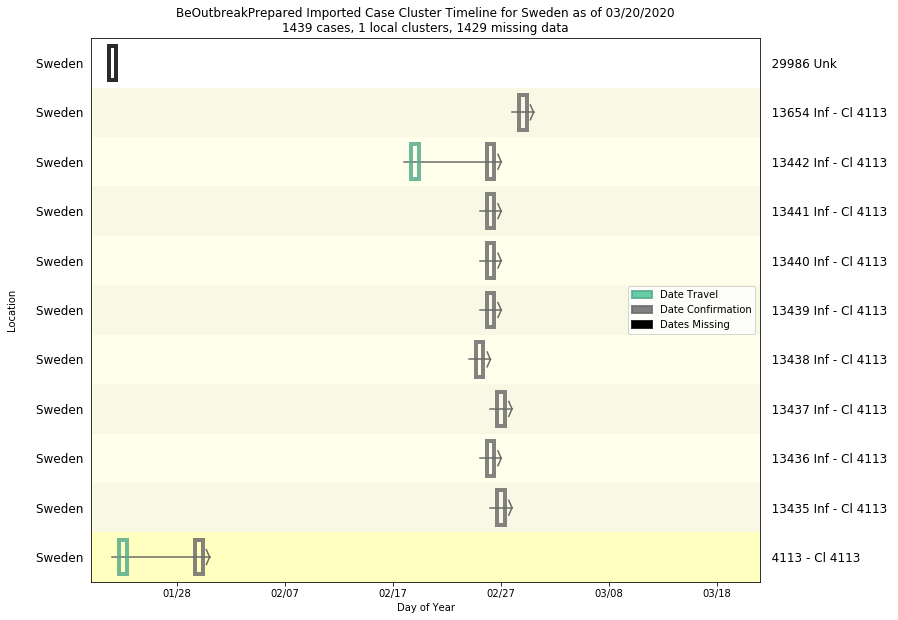 BeOutbreakPrepared Imported Case Cluster Timeline for Sweden as of 03/20/2020
1439 cases, 1 local clusters, 1429 missing data
Sweden 29986 Unk
Sweden 13654 Inf - Cl 4113
Sweden 13442 Inf - Cl 4113
Sweden 13441 Inf - Cl 4113
Sweden 13440 Inf - Cl 4113
Sweden 13439 Inf - Cl 4113
Sweden 13438 Inf - Cl 4113
Sweden 13437 Inf - Cl 4113
Sweden 13436 Inf - Cl 4113
Sweden 13435 Inf - Cl 4113
Sweden 4113 - Cl 4113
Location
Date Travel
Date Confirmation
Dates Missing
01/28 02/07 02/17 02/27 03/08 03/18
Day of Year